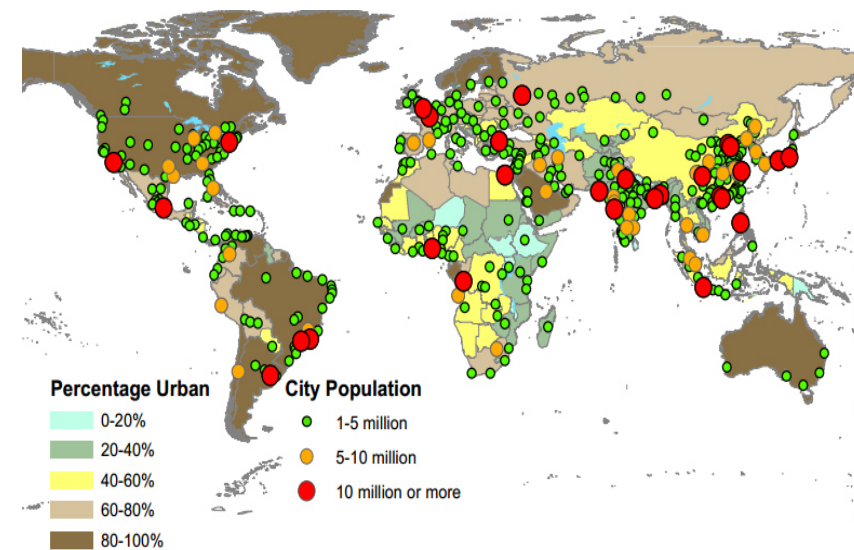 Percentage Urban
0-20%
20-40%
40-60%
60-80%
80-100%
City Population
1-5 million
5-10 million
10 million or more